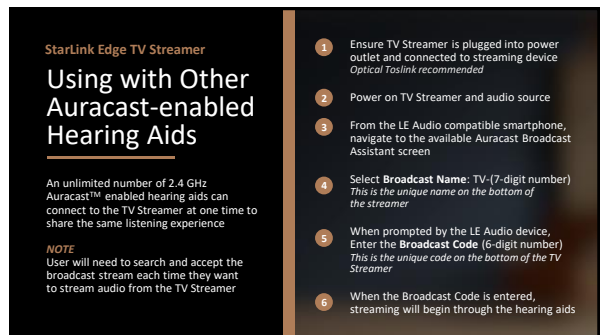 StarLink Edge TV Streamer
Using with Other
Auracast-enabled
Hearing Aids
An unlimited number of 2.4 GHz
Auracast™ enabled hearing aids can
connect to the TV Streamer at one time to
share the same listening experience
NOTE
User will need to search and accept the
broadcast stream each time they want
to stream audio from the TV Streamer
1 Ensure TV Streamer is plugged into power
outlet and connected to streaming device
Optical Toslink recommended
2 Power on TV Streamer and audio source
3 From the LE Audio compatible smartphone,
navigate to the available Auracast Broadcast
Assistant screen
4 Select Broadcast Name: TV-(7-digit number)
This is the unique name on the bottom of
the streamer
5 When prompted by the LE Audio device,
Enter the Broadcast Code (6-digit number)
This is the unique code on the bottom of the TV
Streamer
6 When the Broadcast Code is entered,
streaming will begin through the hearing aids